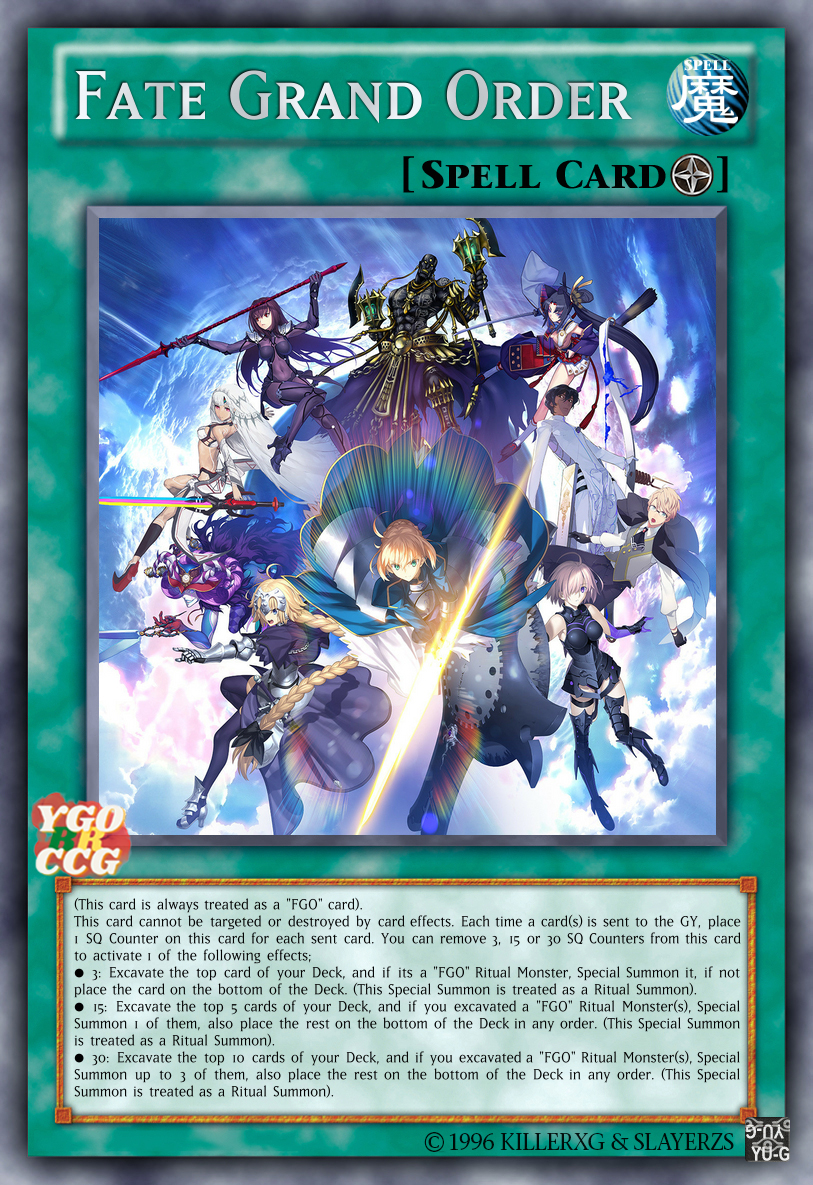 Fate Grand Order
SPELL
魔
[Spell Card]
YGO
BR
CCG
(This card is always treated as a "FGO" card).
This card cannot be targeted or destroyed by card effects. Each time a card(s) is sent to the GY, place
1 SQ Counter on this card for each sent card. You can remove 3, 15 or 30 SQ Counters from this card
to activate 1 of the following effects;
● 3: Excavate the top card of your Deck, and if its a "FGO" Ritual Monster, Special Summon it, if not
place the card on the bottom of the Deck. (This Special Summon is treated as a Ritual Summon).
● 15: Excavate the top 5 cards of your Deck, and if you excavated a "FGO" Ritual Monster(s), Special
Summon 1 of them, also place the rest on the bottom of the Deck in any order. (This Special Summon
is treated as a Ritual Summon).
● 30: Excavate the top 10 cards of your Deck, and if you excavated a "FGO" Ritual Monster(s), Special
Summon up to 3 of them, also place the rest on the bottom of the Deck in any order. (This Special
Summon is treated as a Ritual Summon).
© 1996 KILLERXG & SLAYERZS
YU-G